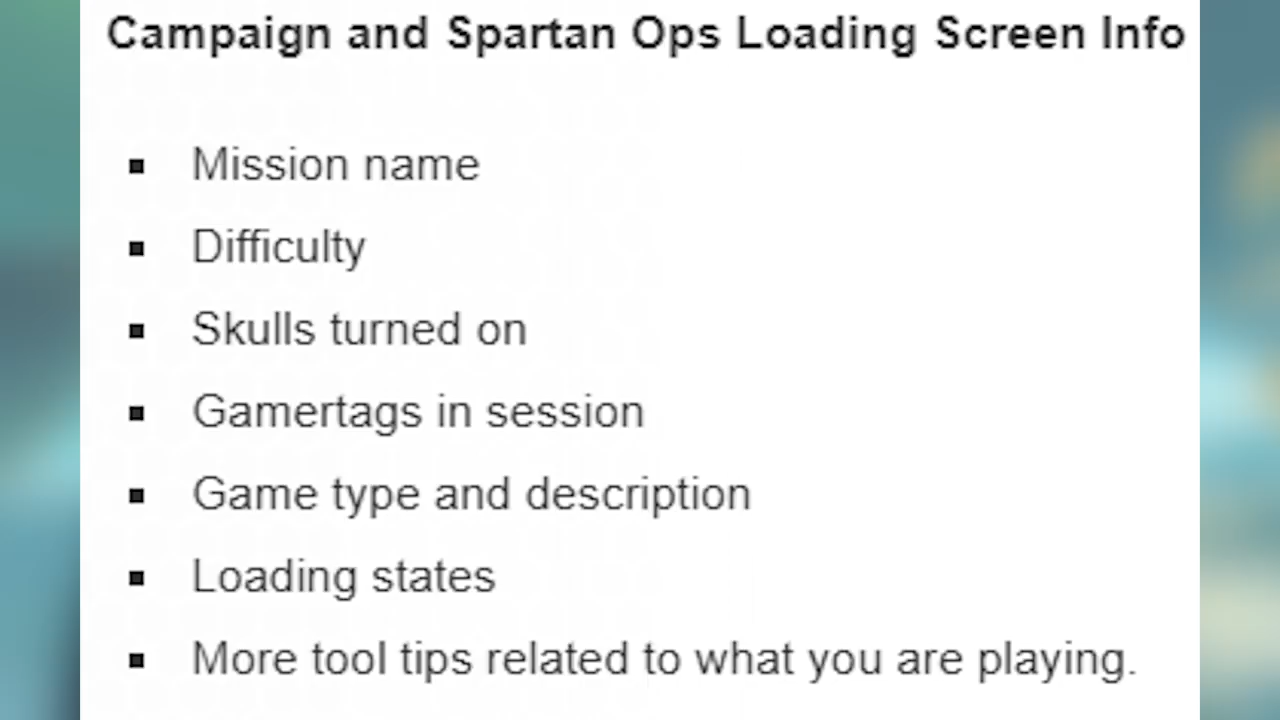 Campaign and Spartan Ops Loading Screen Info
Mission name
Difficulty
Skulls turned on
Gamertags in session
Game type and description
Loading states
More tool tips related to what you are playing.